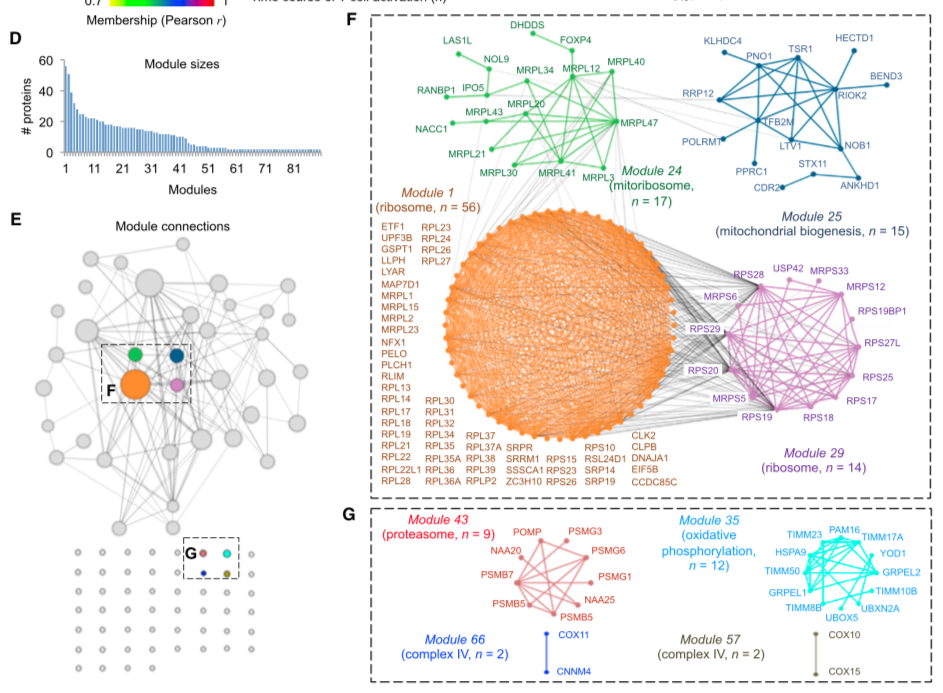 0.7
1
Membership (Pearson r)
D
Module sizes
# proteins
60
40
20
0
1
11
21
31
41
51
61
71
81
Modules
E
Module connections
F
G
F
DHDDS
LAS1L
FOXP4
NOL9
MRPL34
MRPL12
MRPL40
RANBP1
IPO5
MRPL20
MRPL43
MRPL47
NACC1
MRPL21
MRPL30
MRPL41
MRPL3
Module 24
(mitoribosome,
n = 17)
KLHDC4
PNO1
TSR1
HECTD1
BEND3
RRP12
RIOK2
TFB2M
POLRMT
LTV1
NOB1
PPRC1
STX11
CDR2
ANKHD1
Module 25
(mitochondrial biogenesis, n = 15)
Module 1
(ribosome, n = 56)
ETF1 RPL23
UPF3B RPL24
GSPT1 RPL26
LLPH RPL27
LYAR
MAP7D1
MRPL1
MRPL15
MRPL2
MRPL23
NFX1
PELO
PLCH1
RLIM
RPL13
RPL14 RPL30
RPL17 RPL31
RPL18 RPL32
RPL19 RPL34 RPL37 CLK2
RPL21 RPL35 RPL37A SRPR RPS10 CLPB
RPL22 RPL35A RPL38 SRRM1 RPS15 RSL24D1 DNAJA1
RPL22L1 RPL36 RPL39 SSSCA1 RPS23 SRP14 EIF5B
RPL28 RPL36A RPLP2 ZC3H10 RPS26 SRP19 CCDC85C
RPS28
USP42
MRPS33
MRPS12
MRPS6
RPS19BP1
RPS29
RPS27L
RPS20
RPS25
MRPS5
RPS17
RPS19
RPS18
Module 29
(ribosome, n = 14)
G
Module 43
(proteasome, n = 9)
POMP
PSMG3
NAA20
PSMG6
PSMB7
PSMG1
PSMB5
NAA25
PSMB5
Module 35
(oxidative
phosphorylation,
n = 12)
PAM16
TIMM23
TIMM17A
HSPA9
YOD1
TIMM50
GRPEL2
GRPEL1
TIMM10B
TIMM8B
UBXN2A
UBOX5
Module 66
(complex IV, n = 2)
COX11
CNNM4
Module 57
(complex IV, n = 2)
COX10
COX15